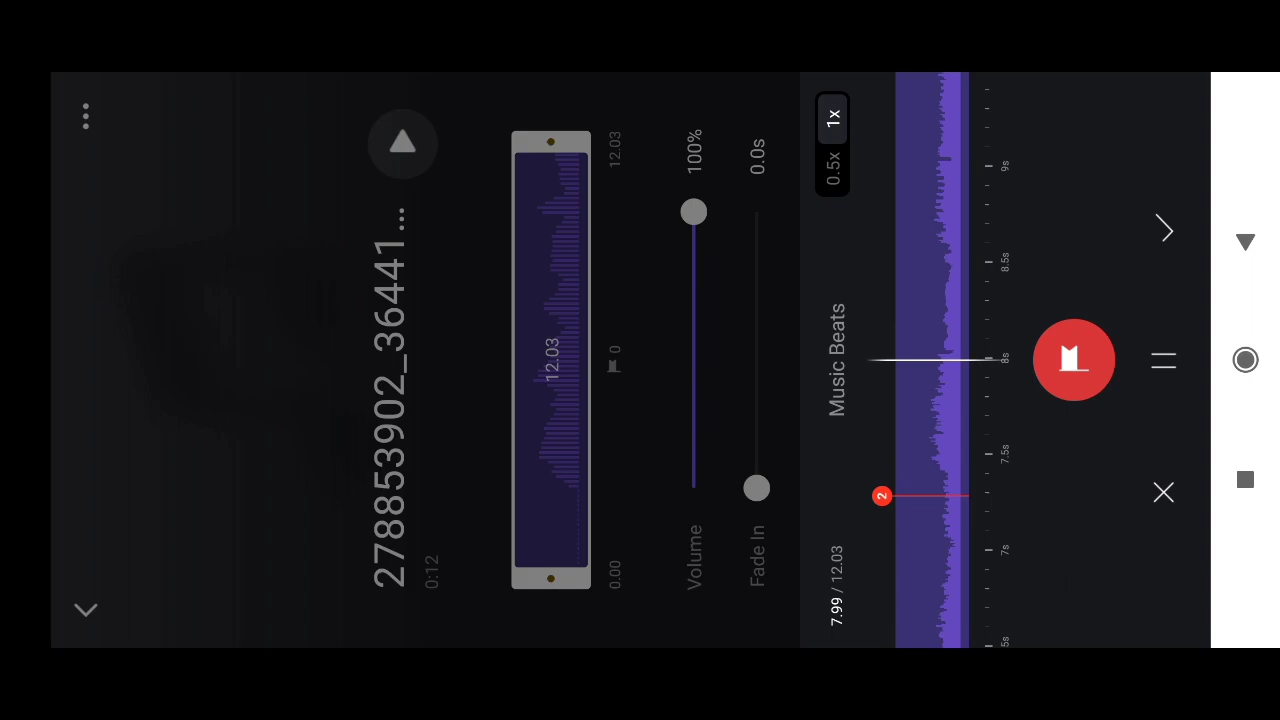 278853902_36441...
0:12
12.03
0.00
0
12.03
Volume
100%
Fade In
0.0s
7.99 / 12.03
Music Beats
0.5x
1x
2
5s
7s
7.5s
8s
8.5s
9s